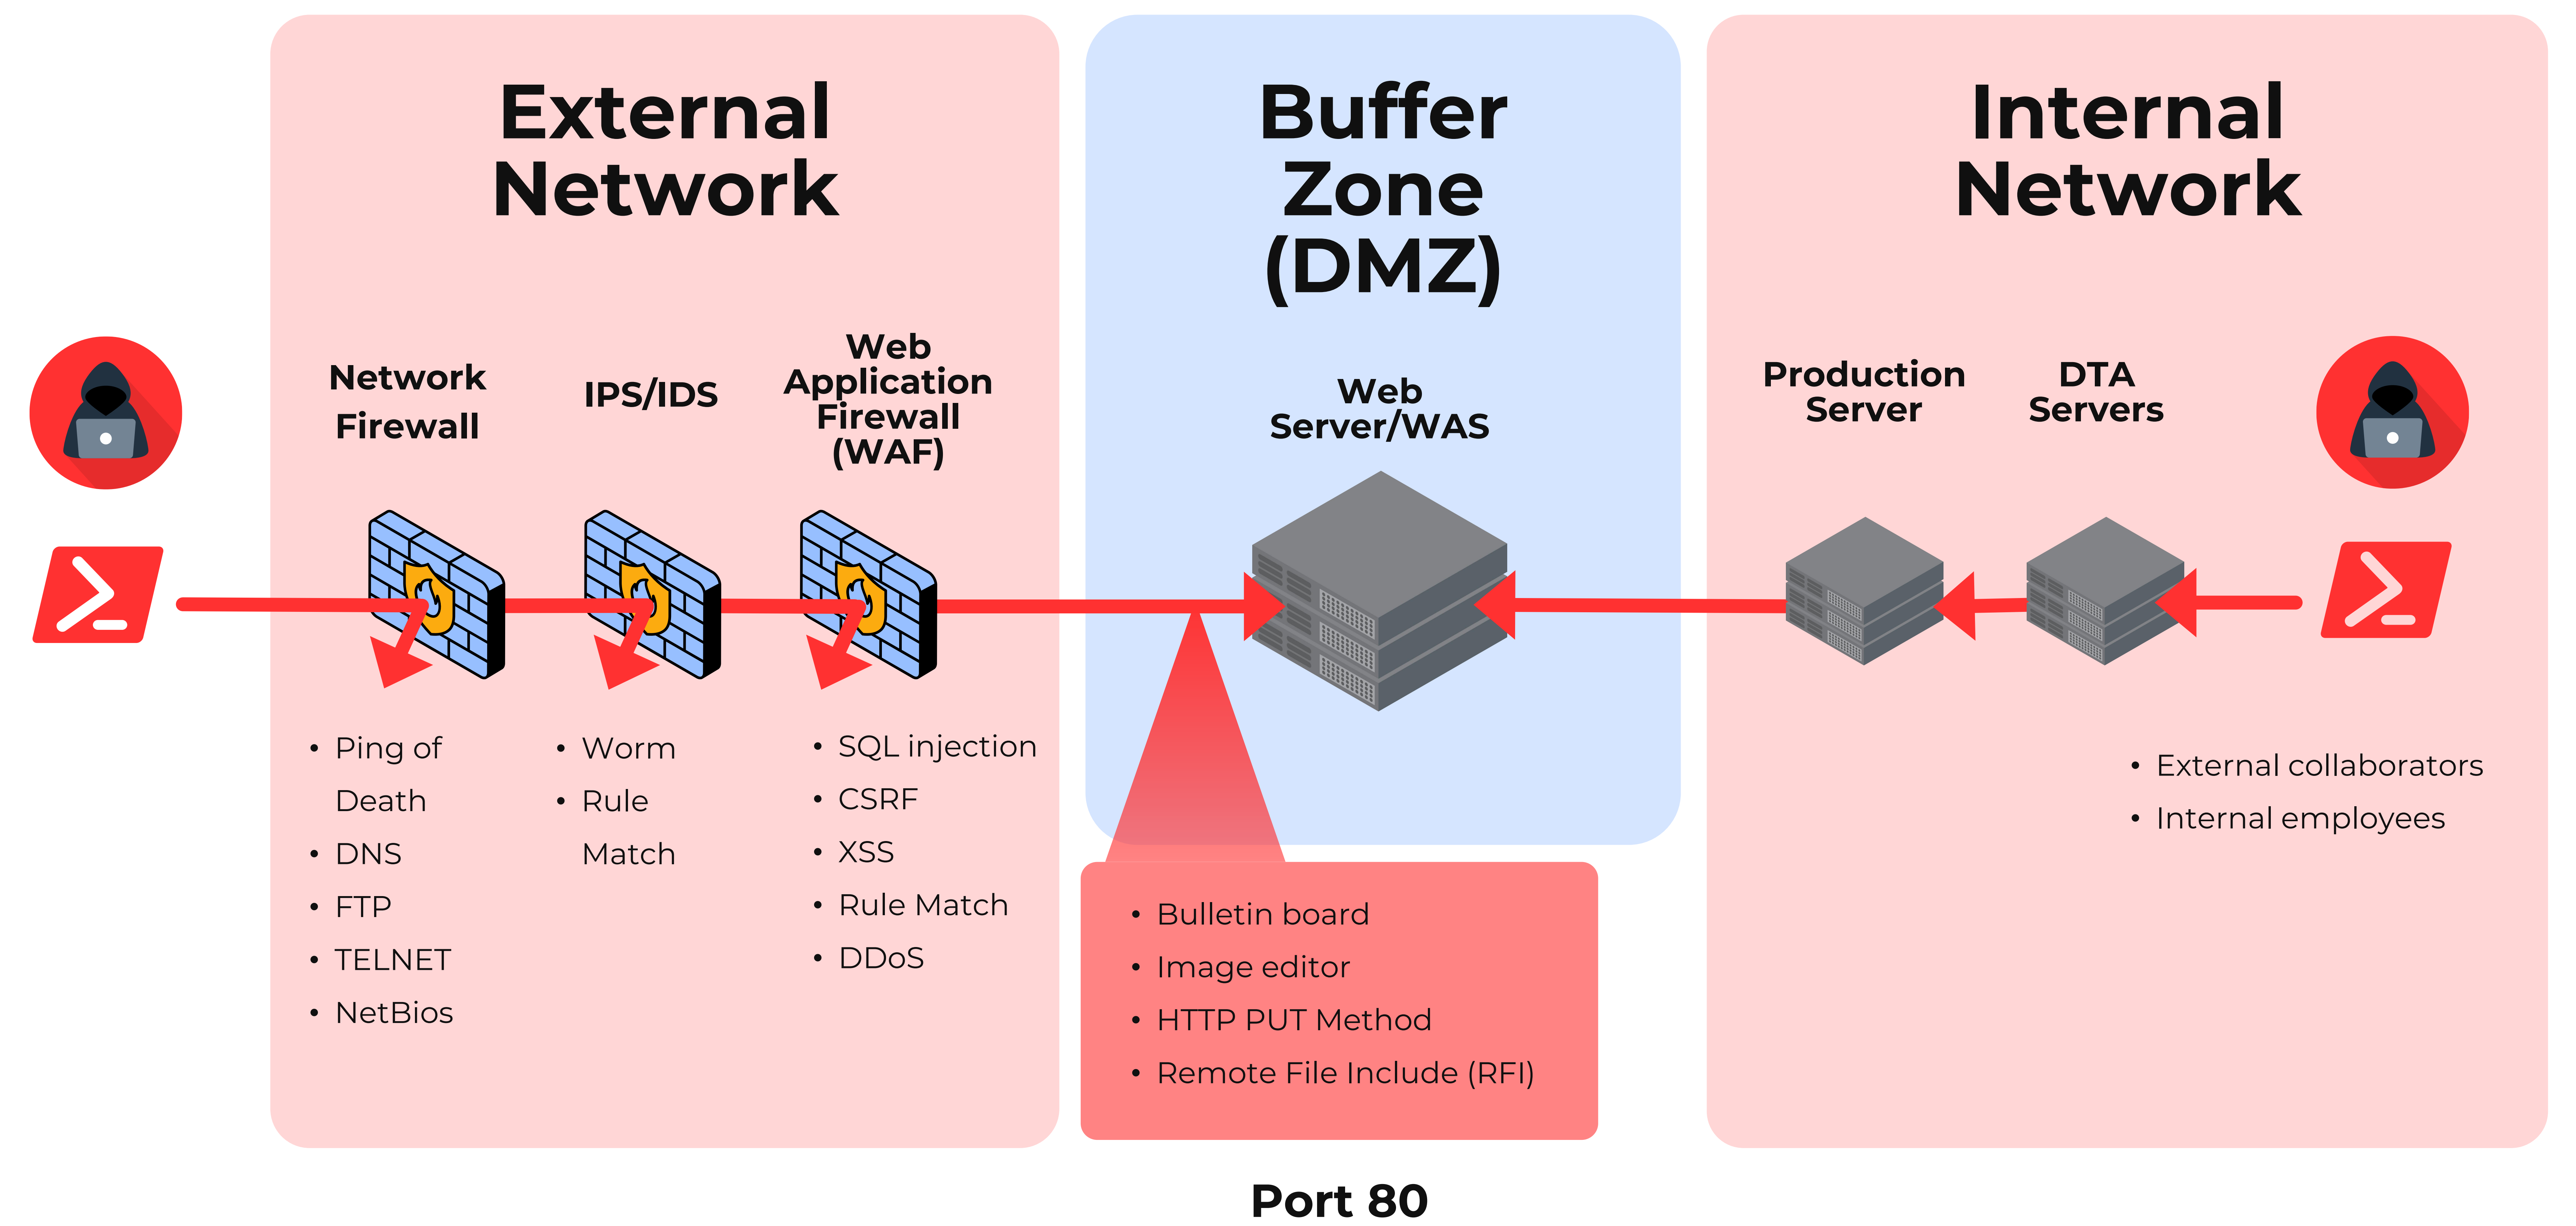 External
Network
Network
Firewall
IPS/IDS
Web
Application
Firewall
(WAF)
• Ping of
Death
• DNS
• FTP
• TELNET
• NetBios
• Worm
• Rule
Match
• SQL injection
• CSRF
• XSS
• Rule Match
• DDoS
Buffer
Zone
(DMZ)
Web
Server/WAS
• Bulletin board
• Image editor
• HTTP PUT Method
• Remote File Include (RFI)
Port 80
Internal
Network
Production
Server
DTA
Servers
• External collaborators
• Internal employees